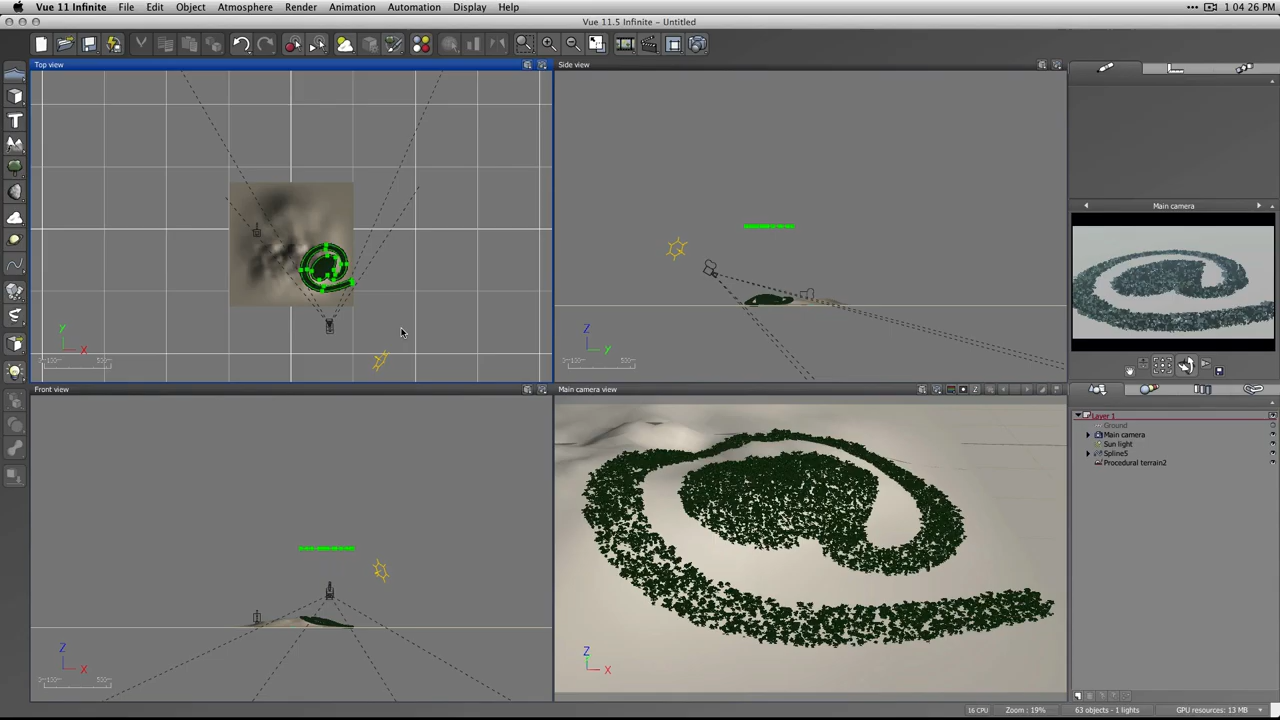 Vue 11 Infinite File Edit Object Atmosphere Render Animation Automation Display Help 1:04:26 PM
Vue 11.5 Infinite - Untitled
Top view
Side view
Main camera
y
x
Z
y
Front view
Main camera view
Layer 1
Ground
Main camera
Sun light
Spline5
Procedural terrain2
Z
X
Z
X
16 CPU Zoom : 19% 63 objects - 1 lights GPU resources: 13 MB